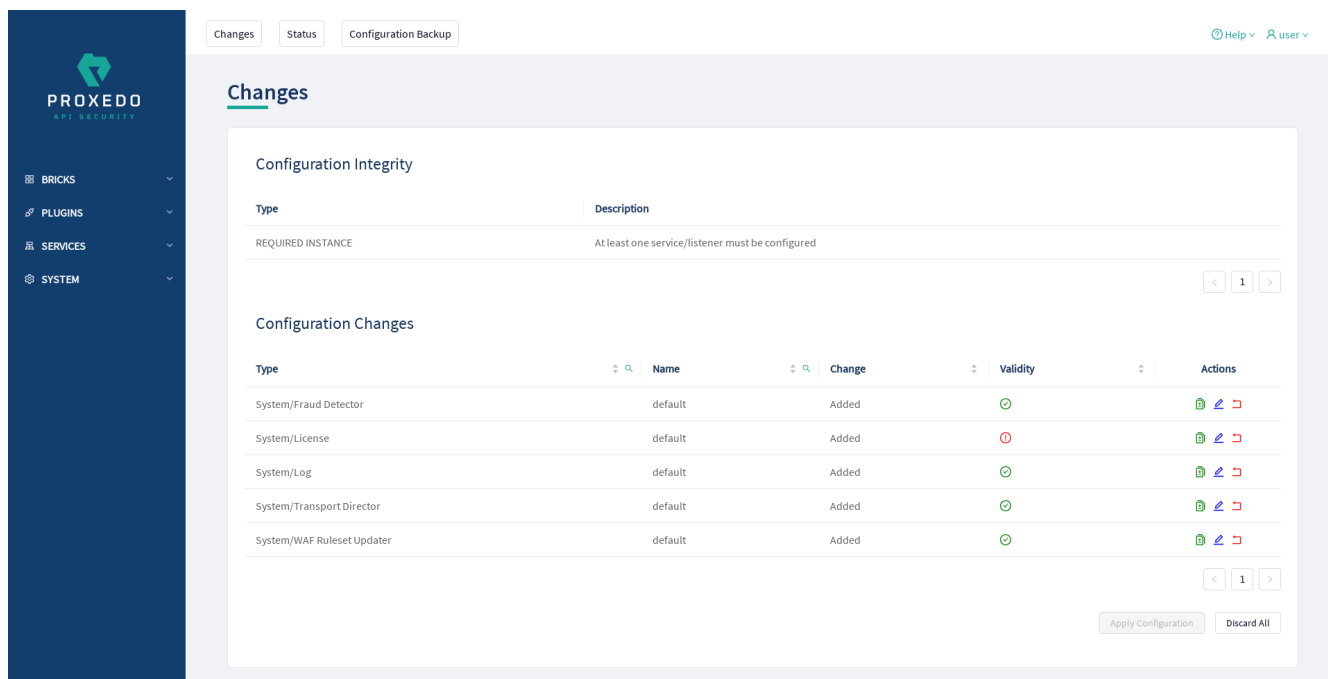 Changes Status Configuration Backup Help user
PROXEDO
API SECURITY
BRICKS
PLUGINS
SERVICES
SYSTEM
Changes
Configuration Integrity
Type Description
REQUIRED INSTANCE At least one service/listener must be configured
< 1 >
Configuration Changes
Type Name Change Validity Actions
System/Fraud Detector default Added
System/License default Added
System/Log default Added
System/Transport Director default Added
System/WAF Ruleset Updater default Added
< 1 >
Apply Configuration Discard All